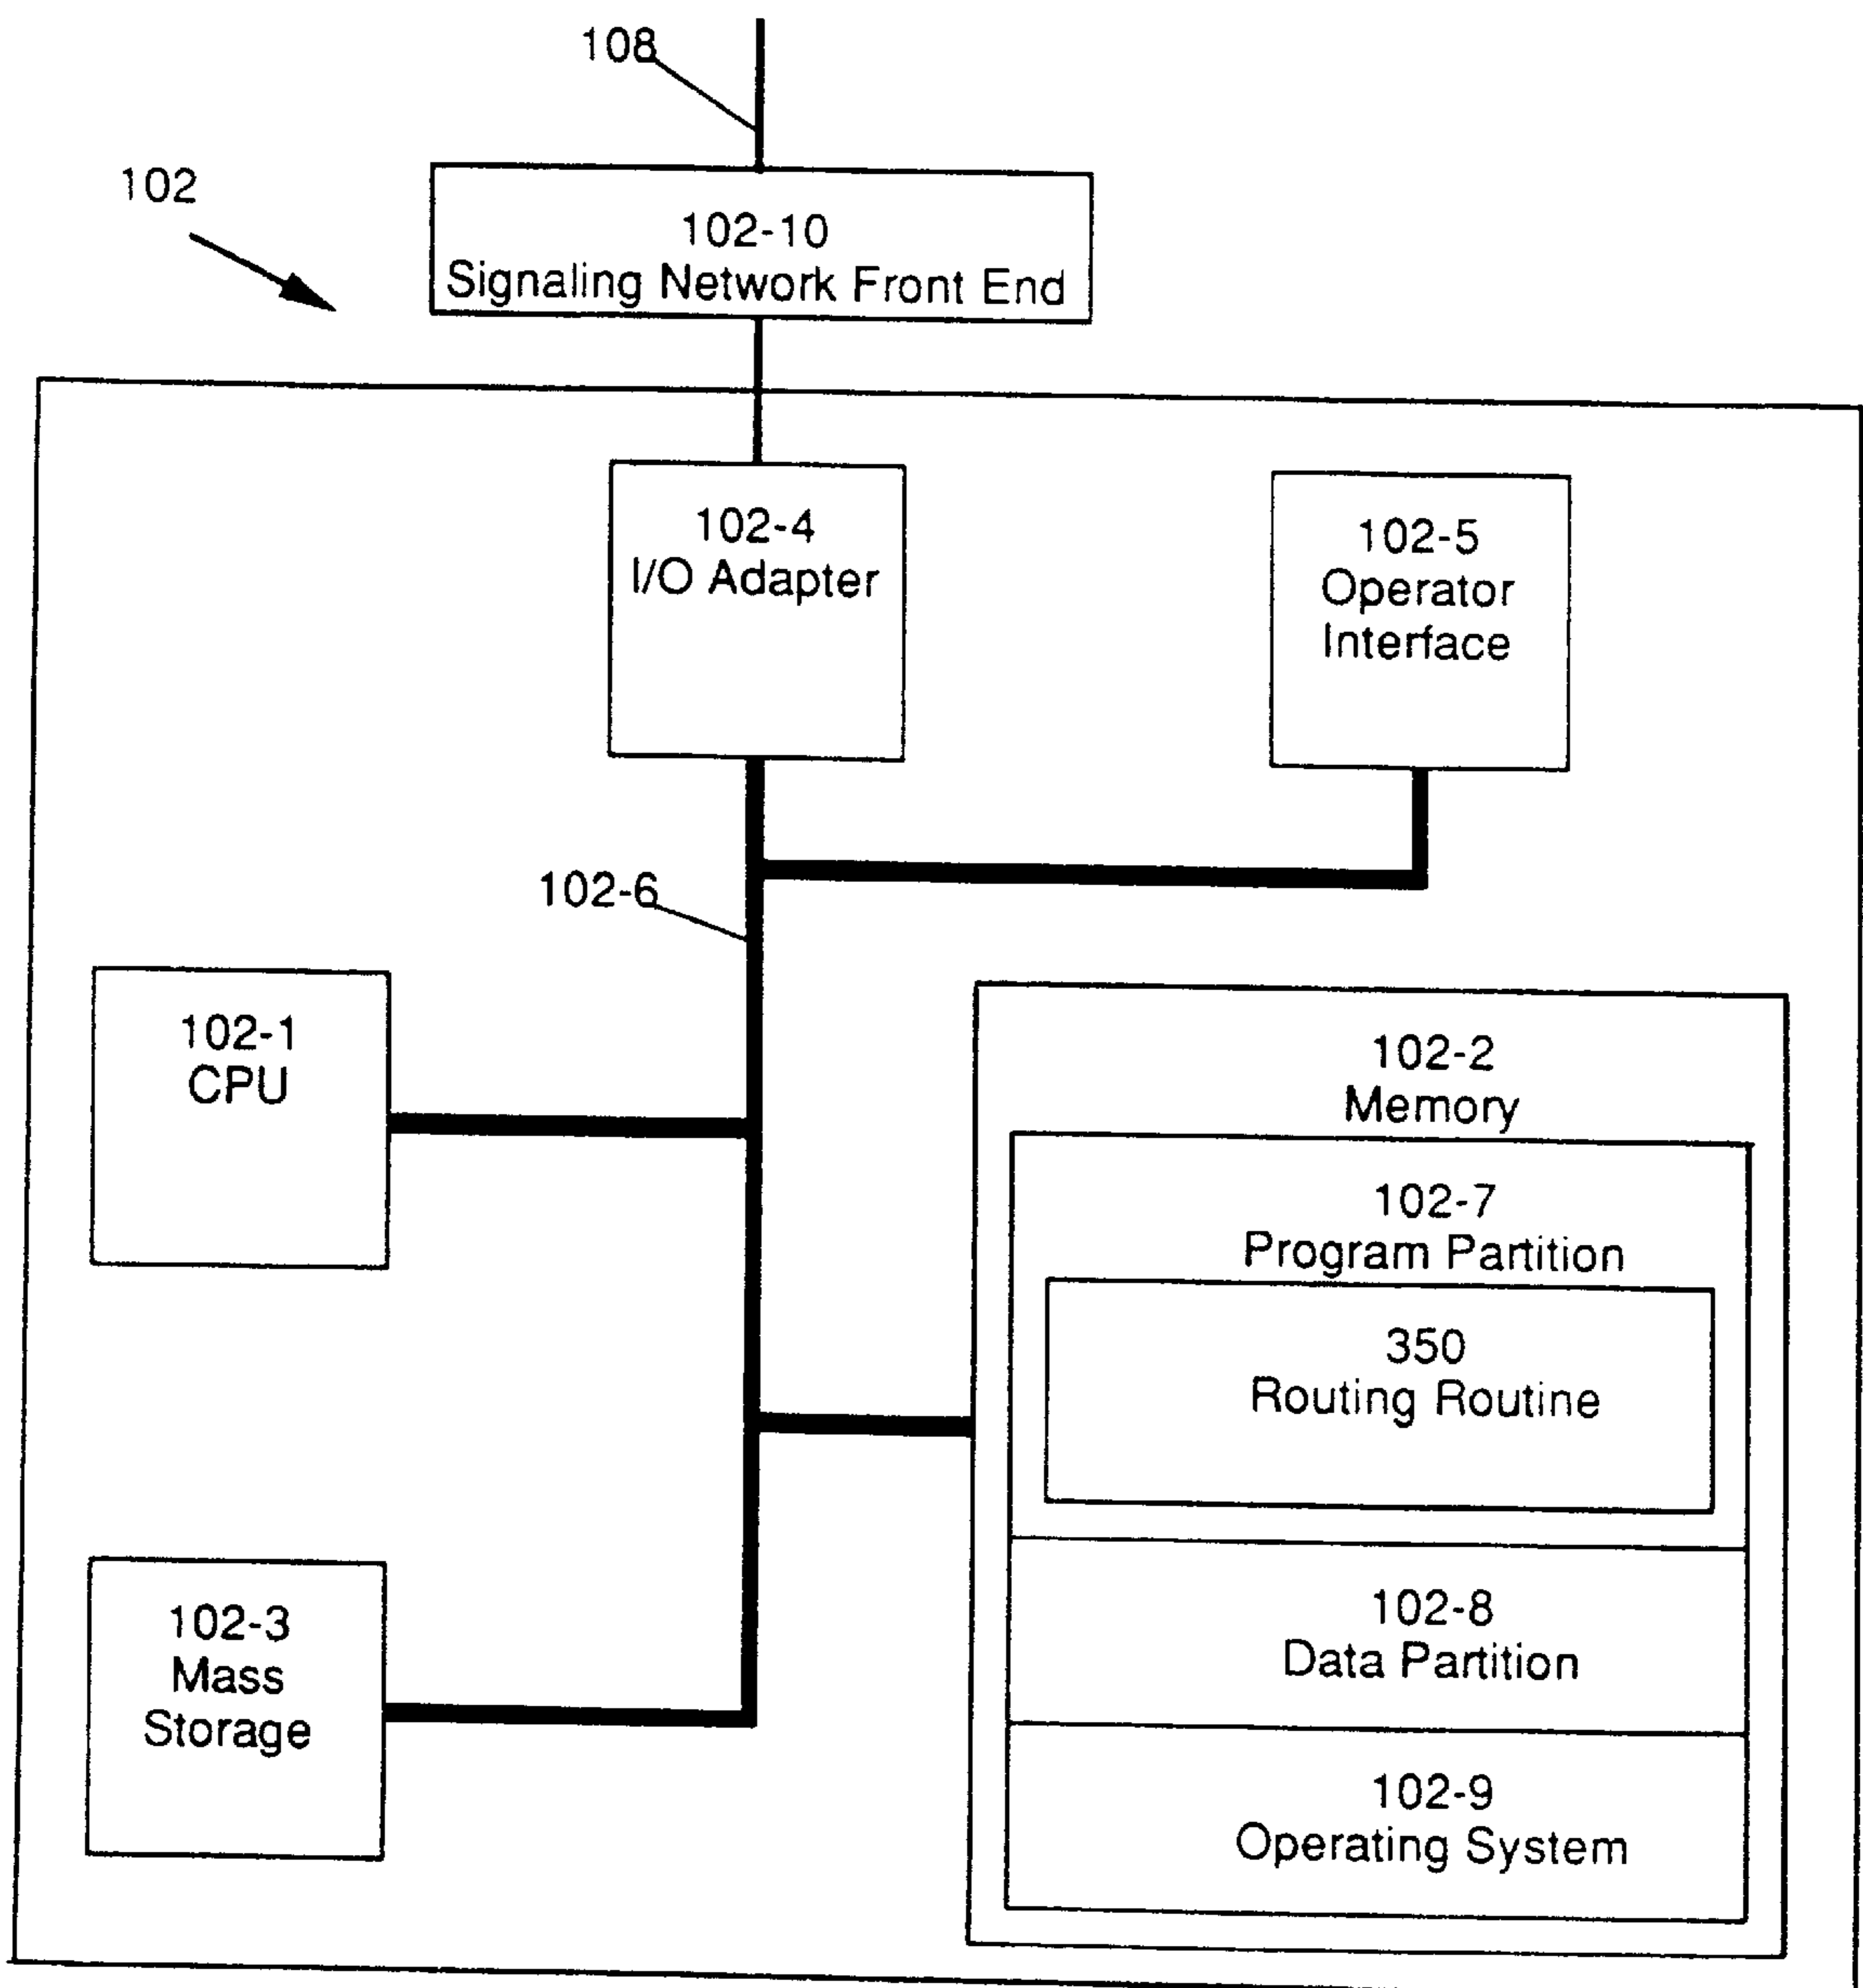 108
102
102-10
Signaling Network Front End
102-4
I/O Adapter
102-5
Operator
Interface
102-6
102-1
CPU
102-2
Memory
102-7
Program Partition
350
Routing Routine
102-3
Mass
Storage
102-8
Data Partition
102-9
Operating System